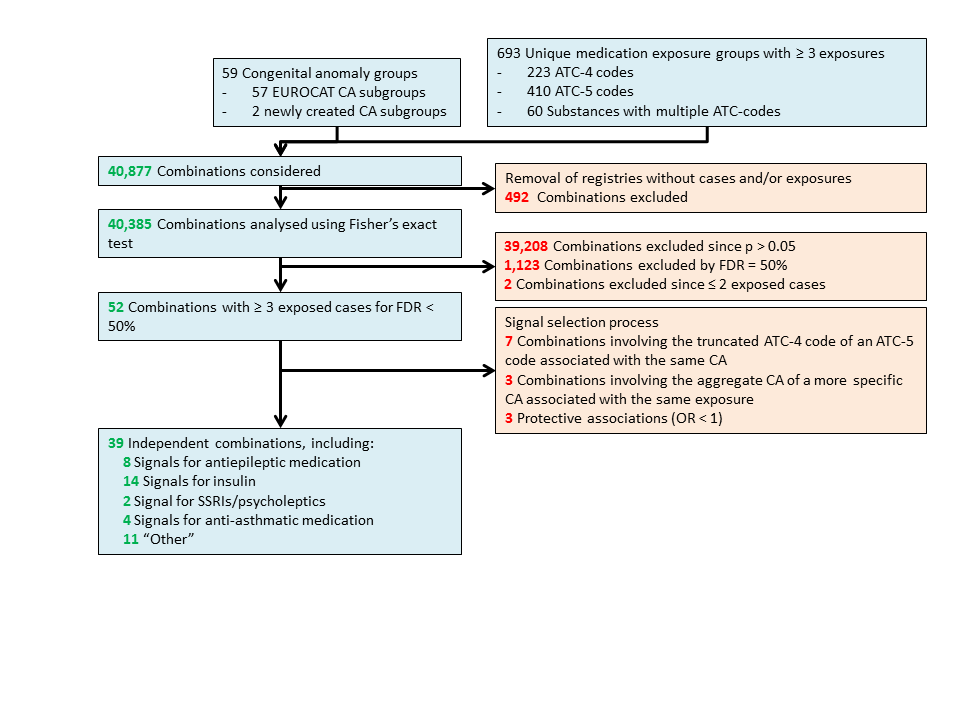 59 Congenital anomaly groups
- 57 EUROCAT CA subgroups
- 2 newly created CA subgroups
693 Unique medication exposure groups with ≥ 3 exposures
- 223 ATC-4 codes
- 410 ATC-5 codes
- 60 Substances with multiple ATC-codes
40,877 Combinations considered
Removal of registries without cases and/or exposures
492 Combinations excluded
40,385 Combinations analysed using Fisher’s exact
test
39,208 Combinations excluded since p > 0.05
1,123 Combinations excluded by FDR = 50%
2 Combinations excluded since ≤ 2 exposed cases
52 Combinations with ≥ 3 exposed cases for FDR <
50%
Signal selection process
7 Combinations involving the truncated ATC-4 code of an ATC-5
code associated with the same CA
3 Combinations involving the aggregate CA of a more specific
CA associated with the same exposure
3 Protective associations (OR < 1)
39 Independent combinations, including:
8 Signals for antiepileptic medication
14 Signals for insulin
2 Signal for SSRIs/psycholeptics
4 Signals for anti-asthmatic medication
11 “Other”